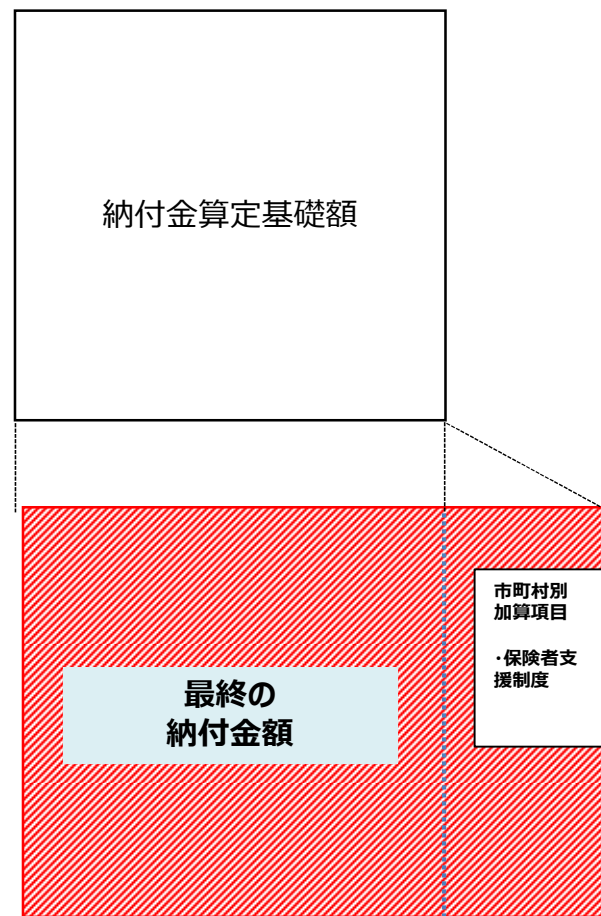 納付金算定基礎額
市町村別
加算項目
・保険者支
援制度
最終の
納付金額